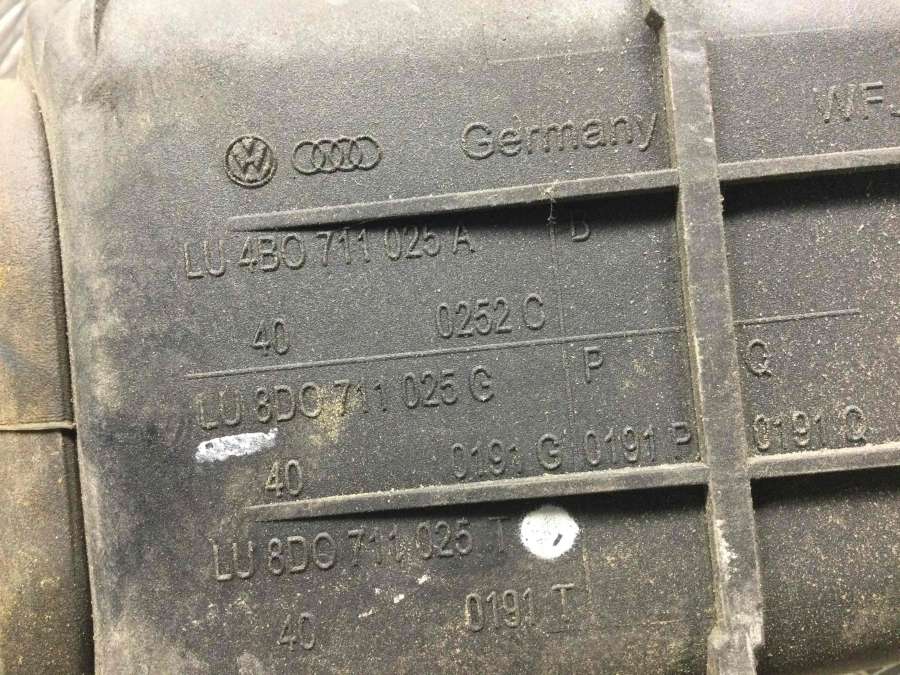 Germany WF
LU 4B0 711 025 A D
40 0252 C
LU 8D0 711 025 G P Q
40 0191 G 0191 P 0191 Q
LU 8D0 711 025 T
40 0191 T